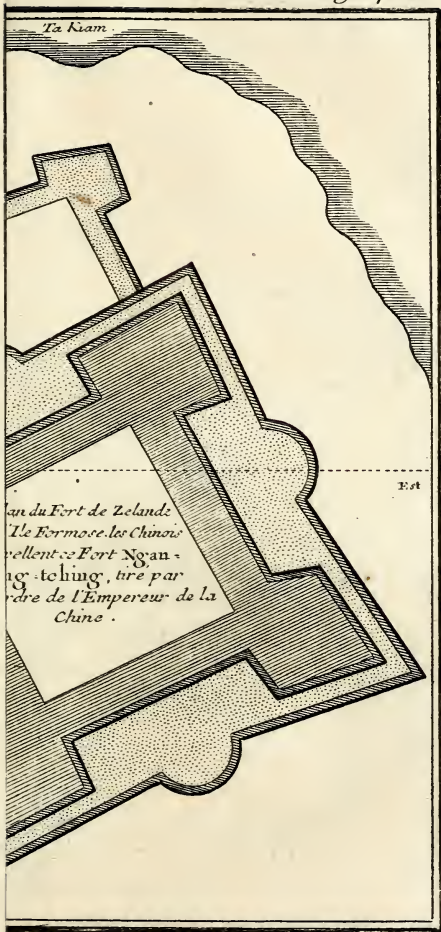 Ta Kiam.
Est
lan du Fort de Zelande
l'Ile Formose. les Chinois
pellent ce Fort Ngan-
ng-tching, tiré par
rdre de l'Empereur de la
Chine.